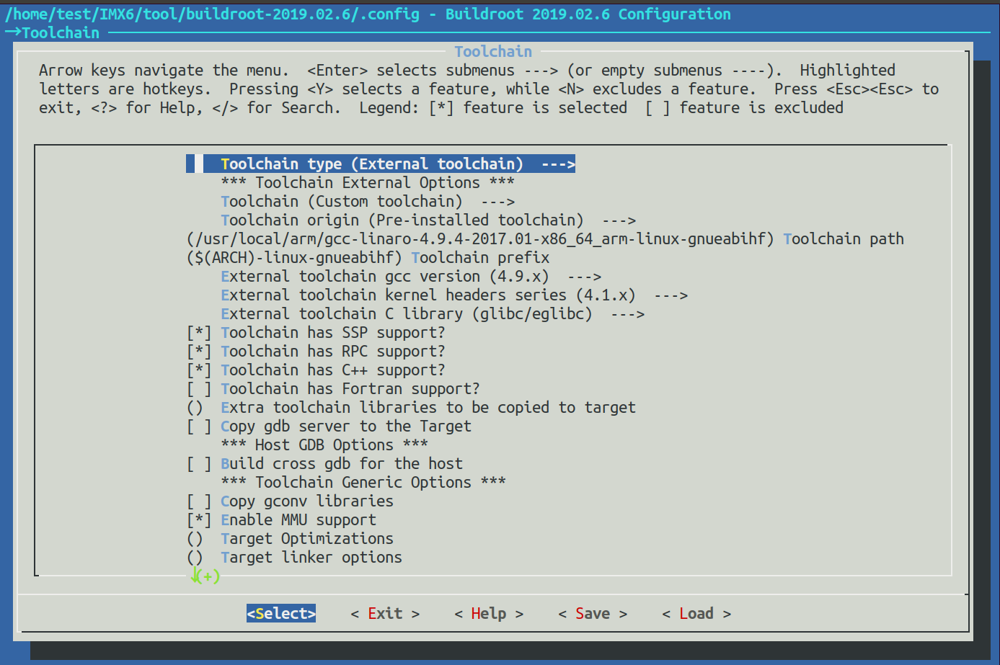 /home/test/IMX6/tool/buildroot-2019.02.6/.config - Buildroot 2019.02.6 Configuration
→Toolchain
Toolchain
Arrow keys navigate the menu.  <Enter> selects submenus ---> (or empty submenus ----).  Highlighted
letters are hotkeys.  Pressing <Y> selects a feature, while <N> excludes a feature.  Press <Esc><Esc> to
exit, <?> for Help, </> for Search.  Legend: [*] feature is selected  [ ] feature is excluded
Toolchain type (External toolchain)  --->
*** Toolchain External Options ***
Toolchain (Custom toolchain)  --->
Toolchain origin (Pre-installed toolchain)  --->
(/usr/local/arm/gcc-linaro-4.9.4-2017.01-x86_64_arm-linux-gnueabihf) Toolchain path
($(ARCH)-linux-gnueabihf) Toolchain prefix
External toolchain gcc version (4.9.x)  --->
External toolchain kernel headers series (4.1.x)  --->
External toolchain C library (glibc/eglibc)  --->
[*] Toolchain has SSP support?
[*] Toolchain has RPC support?
[*] Toolchain has C++ support?
[ ] Toolchain has Fortran support?
()  Extra toolchain libraries to be copied to target
[ ] Copy gdb server to the Target
*** Host GDB Options ***
[ ] Build cross gdb for the host
*** Toolchain Generic Options ***
[ ] Copy gconv libraries
[*] Enable MMU support
()  Target Optimizations
()  Target linker options
↓(+)
<Select>    < Exit >    < Help >    < Save >    < Load >